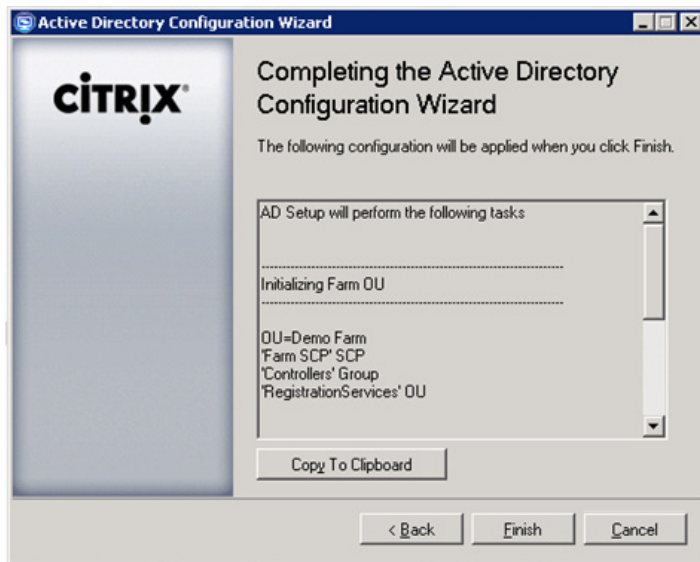 Active Directory Configuration Wizard
CiTRIX®
Completing the Active Directory
Configuration Wizard
The following configuration will be applied when you click Finish.
AD Setup will perform the following tasks
--------------------------------------------------------------
Initializing Farm OU
--------------------------------------------------------------
OU=Demo Farm
'Farm SCP' SCP
'Controllers' Group
'RegistrationServices' OU
Copy To Clipboard
< Back
Finish
Cancel